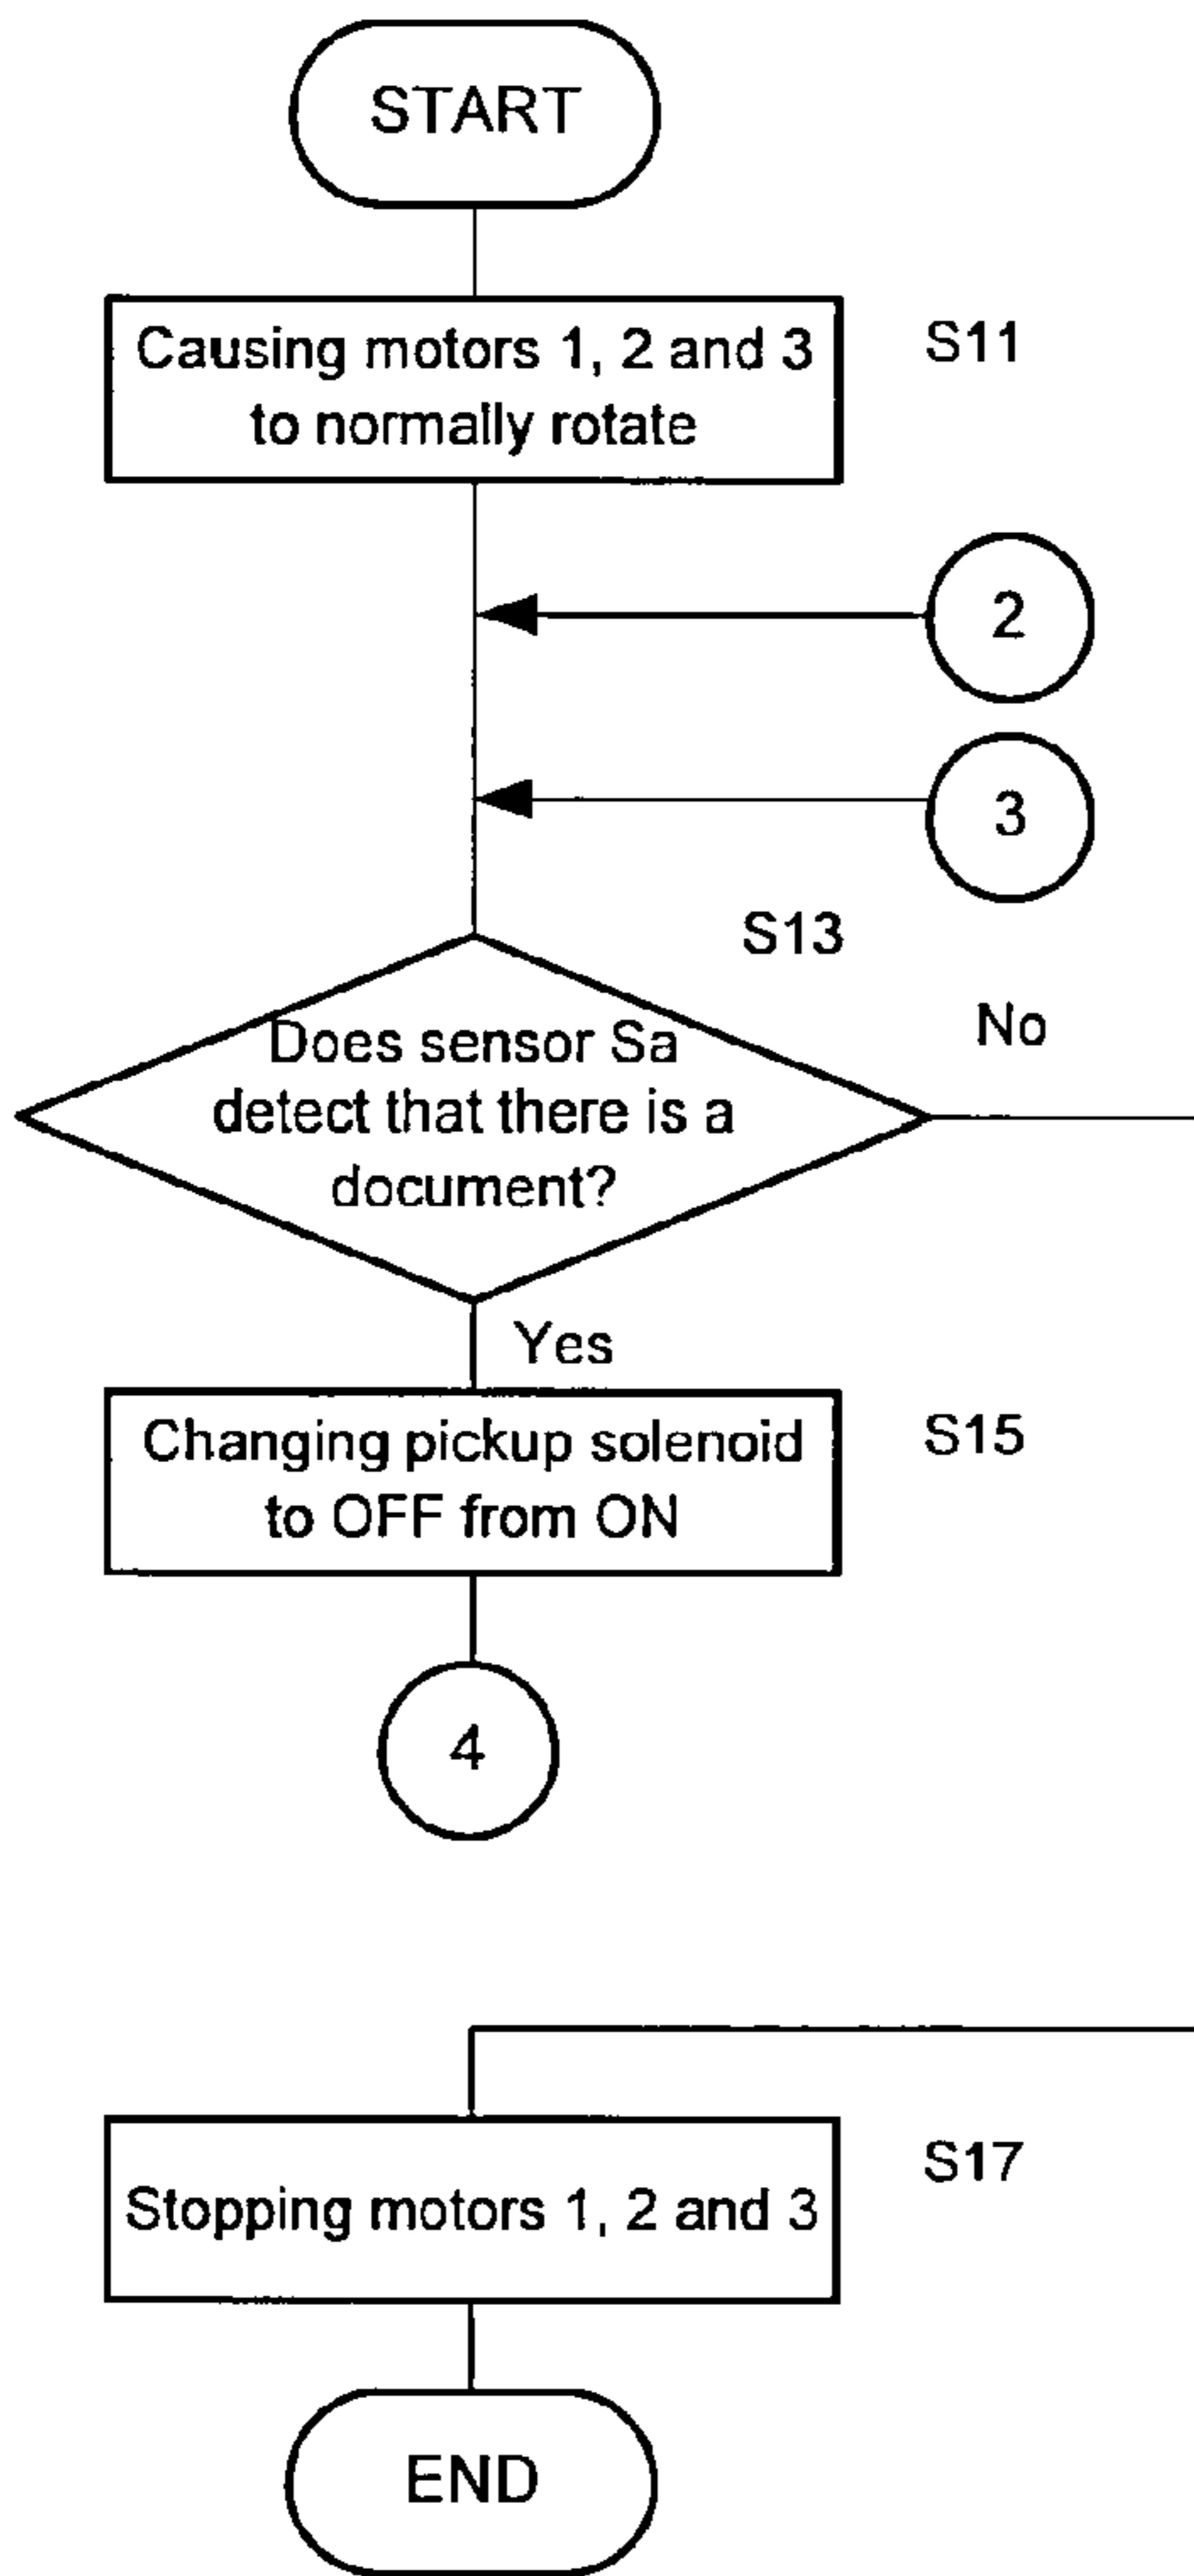 START
Causing motors 1, 2 and 3
to normally rotate
S11
2
3
S13
Does sensor Sa
detect that there is a
document?
No
Yes
Changing pickup solenoid
to OFF from ON
S15
4
Stopping motors 1, 2 and 3
S17
END